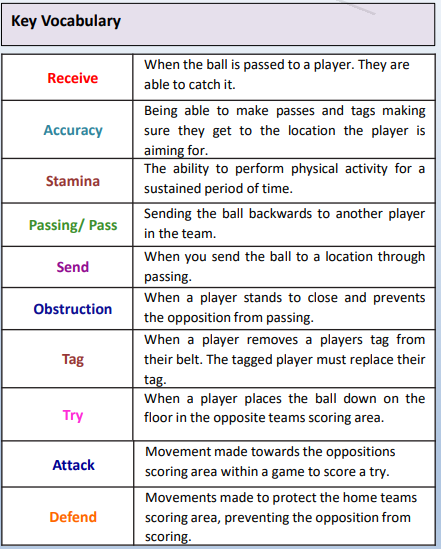 Key Vocabulary
Receive
When the ball is passed to a player. They are
able to catch it.
Accuracy
Being able to make passes and tags making
sure they get to the location the player is
aiming for.
Stamina
The ability to perform physical activity for a
sustained period of time.
Passing/ Pass
Sending the ball backwards to another player
in the team.
Send
When you send the ball to a location through
passing.
Obstruction
When a player stands to close and prevents
the opposition from passing.
Tag
When a player removes a players tag from
their belt. The tagged player must replace their
tag.
Try
When a player places the ball down on the
floor in the opposite teams scoring area.
Attack
Movement made towards the oppositions
scoring area within a game to score a try.
Defend
Movements made to protect the home teams
scoring area, preventing the opposition from
scoring.